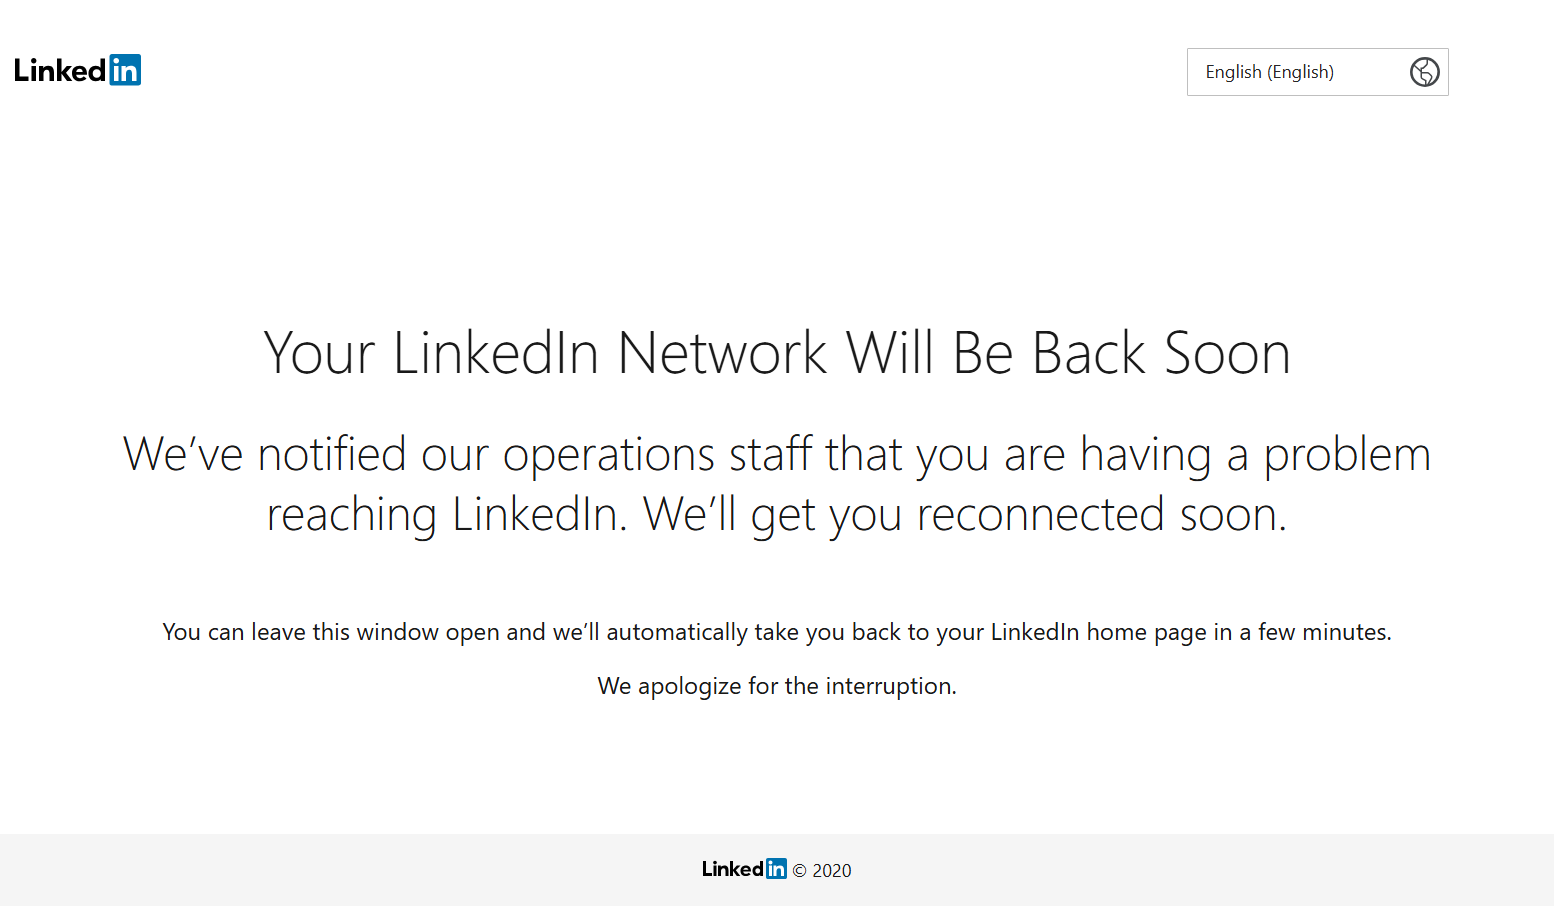 Linkedin
English (English)
Your LinkedIn Network Will Be Back Soon
We’ve notified our operations staff that you are having a problem
reaching LinkedIn. We’ll get you reconnected soon.
You can leave this window open and we’ll automatically take you back to your LinkedIn home page in a few minutes.
We apologize for the interruption.
Linkedin © 2020